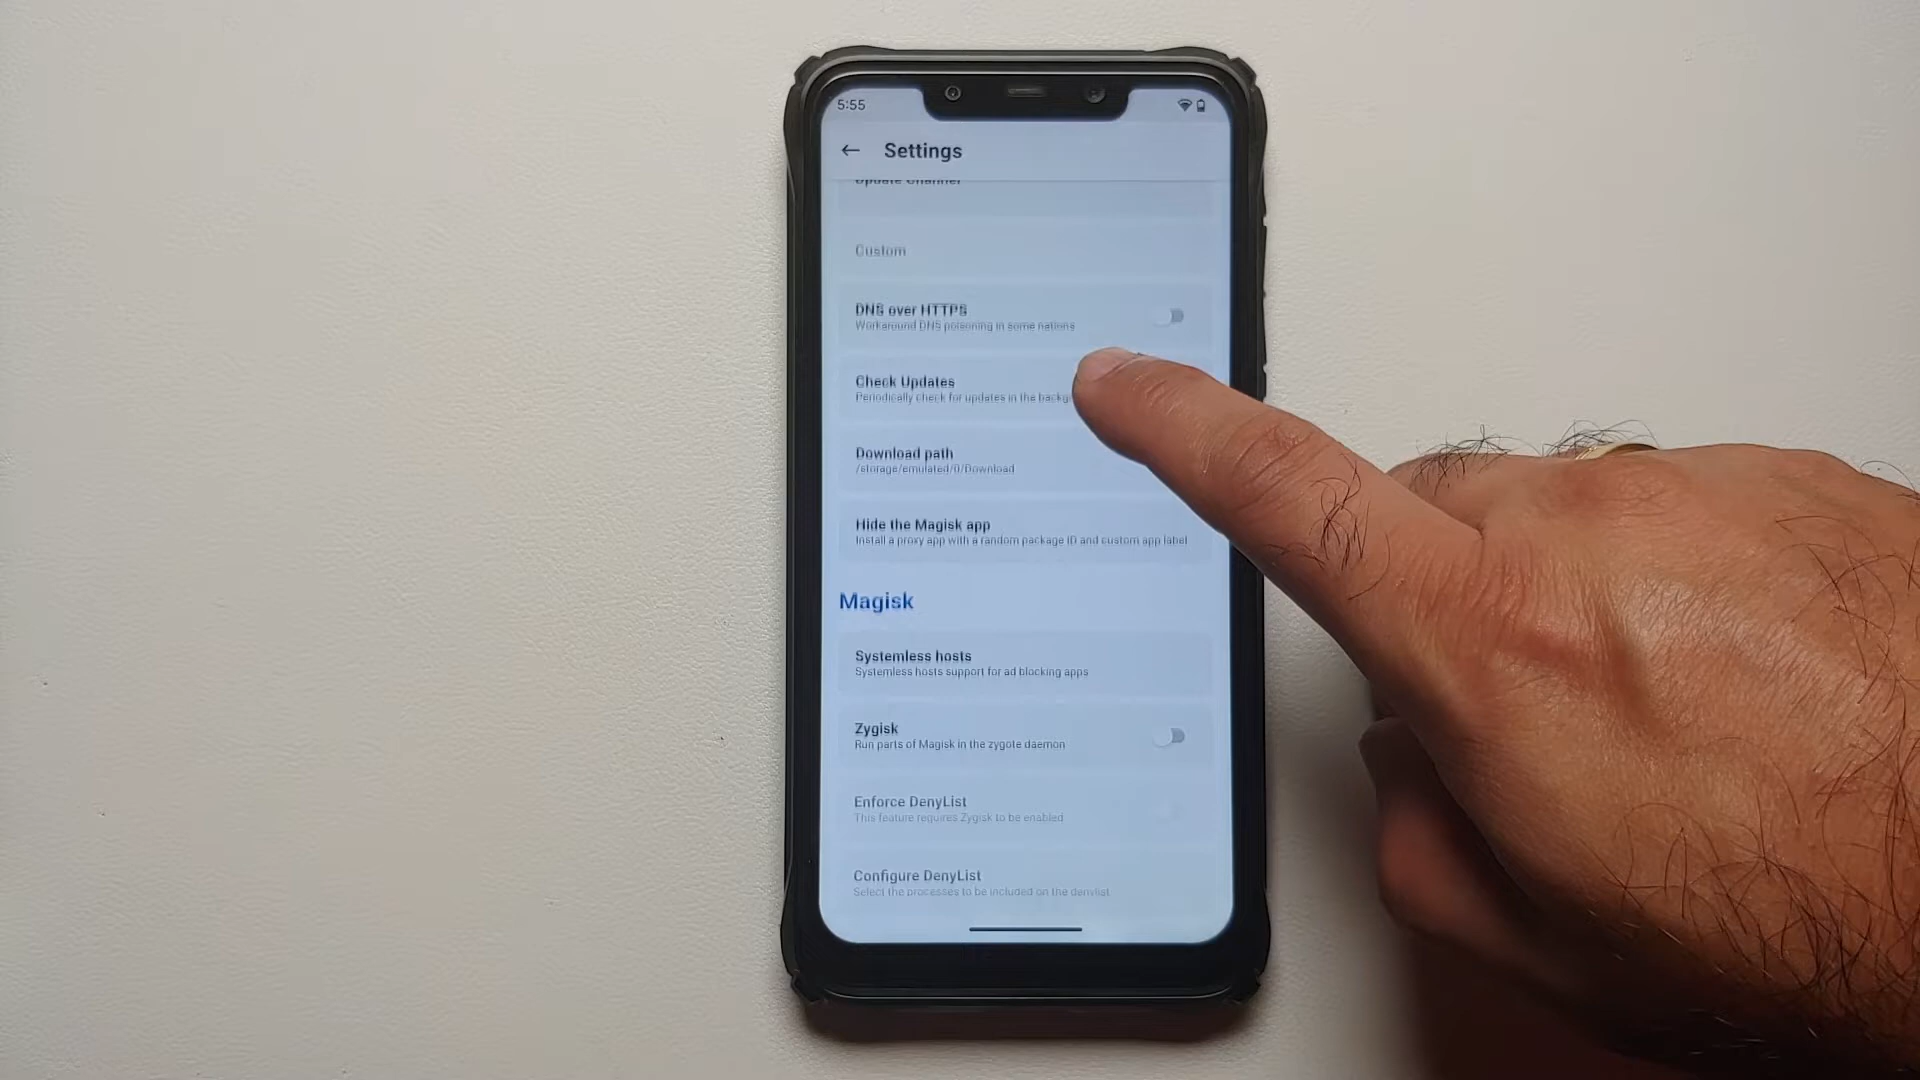 5:55
Settings
Update Channel
Custom
DNS over HTTPS
Workaround DNS poisoning in some nations
Check Updates
Periodically check for updates in the backg
Download path
/storage/emulated/0/Download
Hide the Magisk app
Install a proxy app with a random package ID and custom app label
Magisk
Systemless hosts
Systemless hosts support for ad blocking apps
Zygisk
Run parts of Magisk in the zygote daemon
Enforce DenyList
This feature requires Zygisk to be enabled
Configure DenyList
Select the processes to be included on the denylist